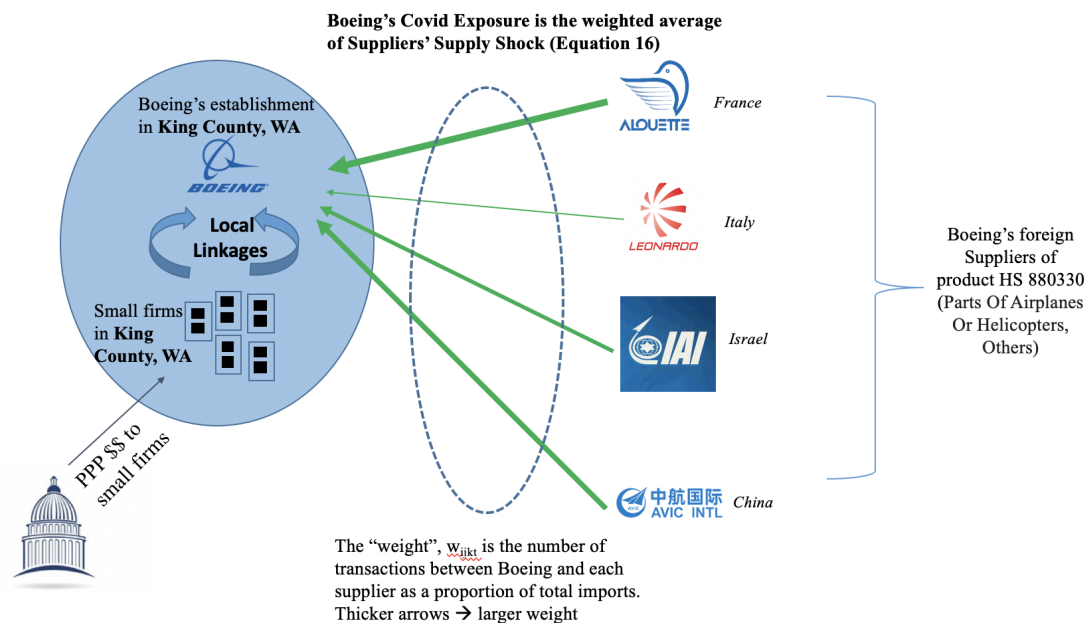 Boeing's Covid Exposure is the weighted average
of Suppliers' Supply Shock (Equation 16)
Boeing's establishment
in King County, WA
BOEING
Local
Linkages
Small firms
in King
County, WA
PPP $$ to
small firms
ALOUETTE
France
LEONARDO
Italy
IAI
Israel
中航国际
AVIC INTL
China
Boeing's foreign
Suppliers of
product HS 880330
(Parts Of Airplanes
Or Helicopters,
Others)
The “weight”, wijkt is the number of
transactions between Boeing and each
supplier as a proportion of total imports.
Thicker arrows → larger weight